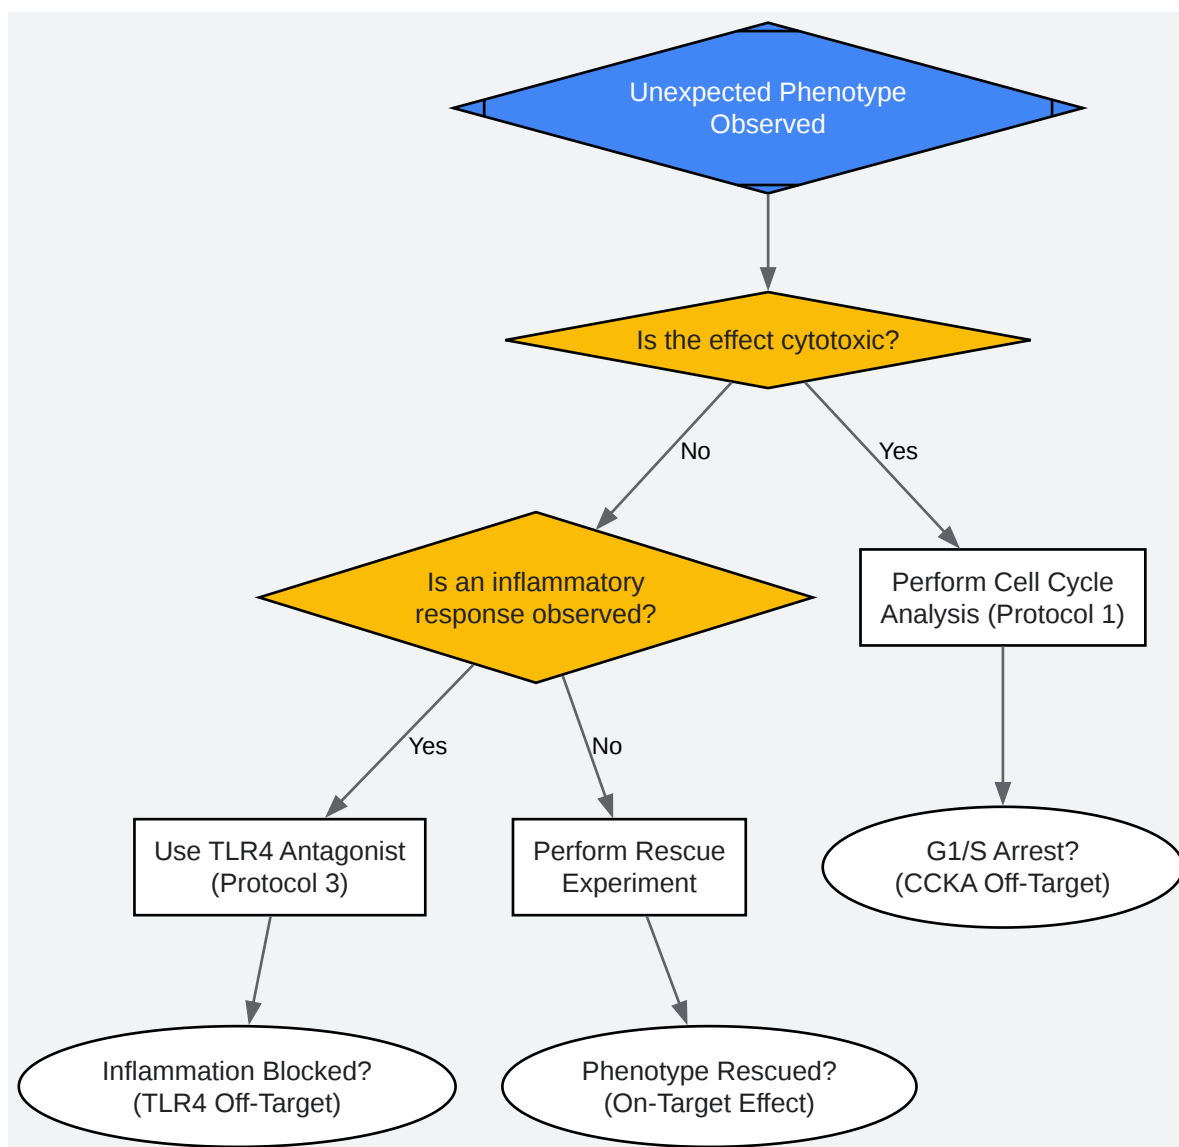 Unexpected Phenotype
Observed
Is the effect cytotoxic?
No
Yes
Is an inflammatory
response observed?
Perform Cell Cycle
Analysis (Protocol 1)
Yes
No
Use TLR4 Antagonist
(Protocol 3)
Perform Rescue
Experiment
G1/S Arrest?
(CCKA Off-Target)
Inflammation Blocked?
(TLR4 Off-Target)
Phenotype Rescued?
(On-Target Effect)